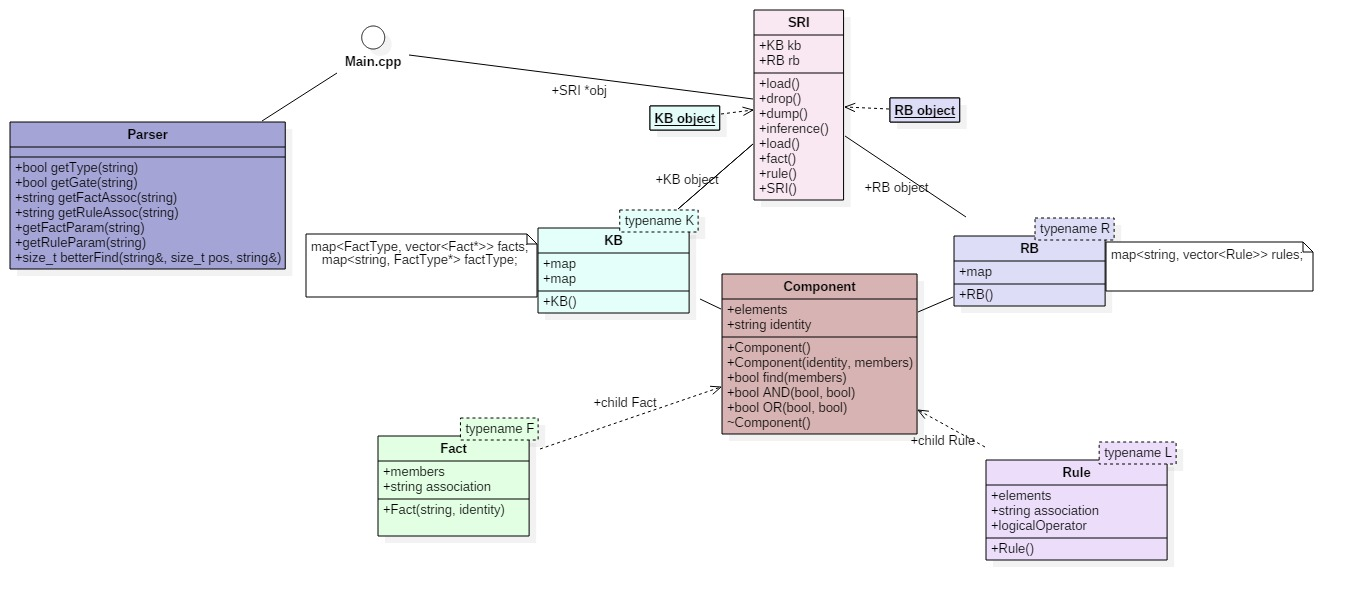 SRI
+KB kb
+RB rb
+load()
+drop()
+dump()
+inference()
+load()
+fact()
+rule()
+SRI()
Main.cpp
+SRI *obj
KB object
RB object
Parser
+bool getType(string)
+bool getGate(string)
+string getFactAssoc(string)
+string getRuleAssoc(string)
+getFactParam(string)
+getRuleParam(string)
+size_t betterFind(string&, size_t pos, string&)
+KB object
+RB object
map<FactType, vector<Fact*>> facts;
map<string, FactType*> factType;
typename K
KB
+map
+map
+KB()
typename R
RB
+map
+RB()
map<string, vector<Rule>> rules;
Component
+elements
+string identity
+Component()
+Component(identity, members)
+bool find(members)
+bool AND(bool, bool)
+bool OR(bool, bool)
~Component()
+child Fact
+child Rule
typename F
Fact
+members
+string association
+Fact(string, identity)
typename L
Rule
+elements
+string association
+logicalOperator
+Rule()